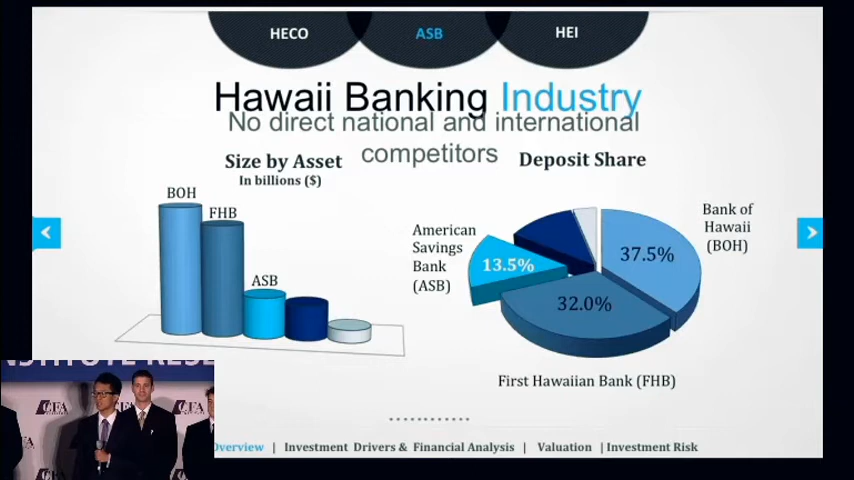 HECO
ASB
HEI
Hawaii Banking Industry
No direct national and international
competitors
Size by Asset
In billions ($)
Deposit Share
BOH
FHB
ASB
American
Savings
Bank
(ASB)
13.5%
37.5%
32.0%
Bank of
Hawaii
(BOH)
First Hawaiian Bank (FHB)
Overview | Investment Drivers & Financial Analysis | Valuation | Investment Risk
CFA
CFA